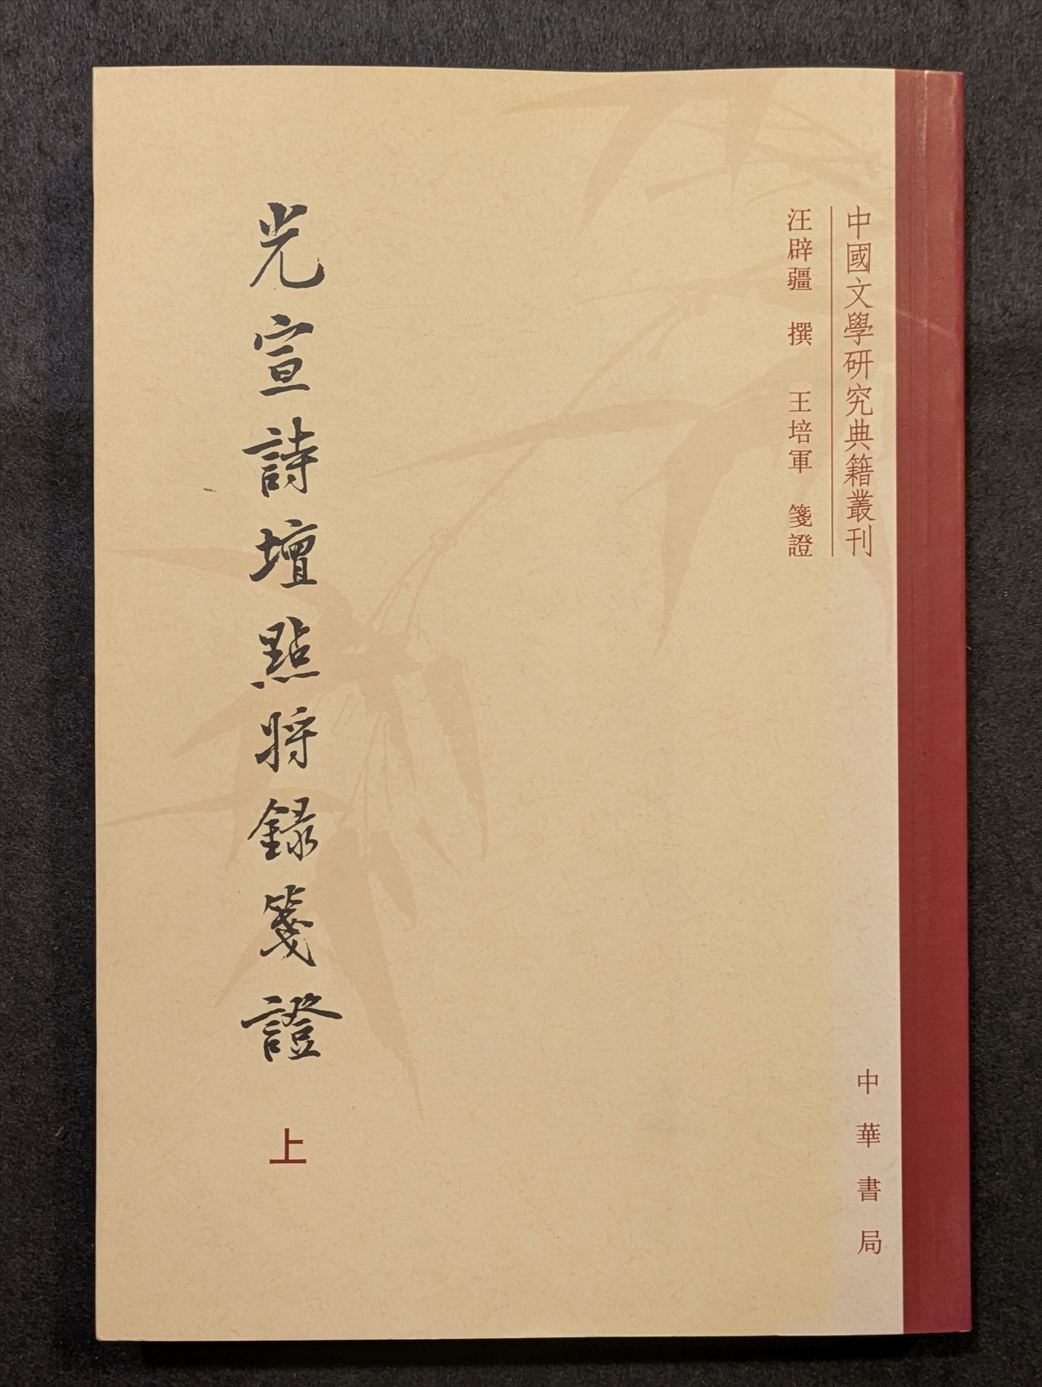 中國文學研究典籍叢刊
汪辟疆 撰 王培軍 箋證
光宣詩壇點將録箋證
上
中華書局